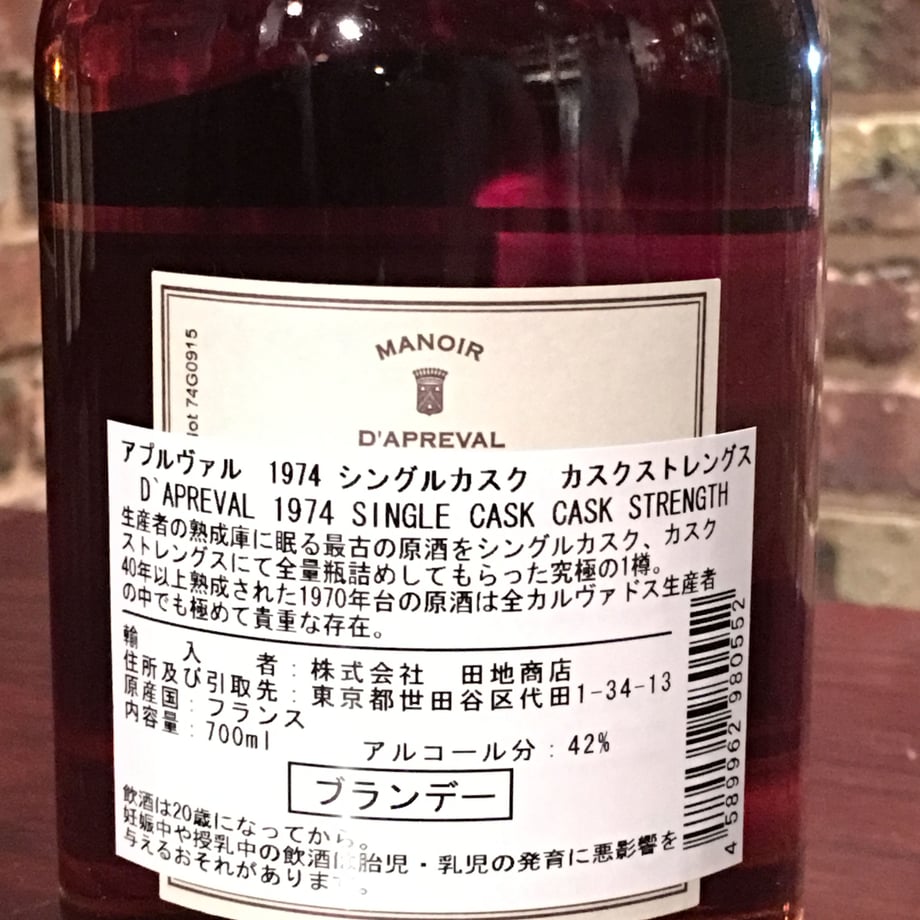 MANOIR
D'APREVAL
lot 74G0915
アプルヴァル 1974 シングルカスク カスクストレングス
D`APREVAL 1974 SINGLE CASK CASK STRENGTH
生産者の熟成庫に眠る最古の原酒をシングルカスク、カスク
ストレングスにて全量瓶詰めしてもらった究極の1樽。
40年以上熟成された1970年台の原酒は全カルヴァドス生産者
の中でも極めて貴重な存在。
輸入者:株式会社 田地商店
住所及び引取先:東京都世田谷区代田1-34-13
原産国:フランス
内容量:700ml アルコール分:42%
ブランデー
飲酒は20歳になってから。
妊娠中や授乳中の飲酒は胎児・乳児の発育に悪影響を
与えるおそれがあります。
4 589962 980552